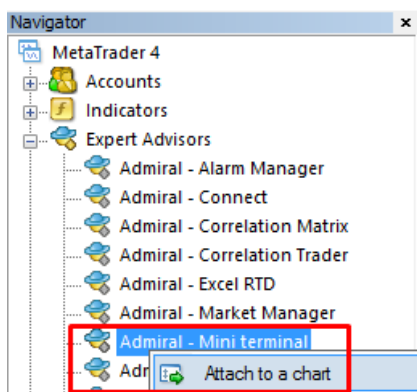 Navigator x
MetaTrader 4
Accounts
Indicators
Expert Advisors
Admiral - Alarm Manager
Admiral - Connect
Admiral - Correlation Matrix
Admiral - Correlation Trader
Admiral - Excel RTD
Admiral - Market Manager
Admiral - Mini terminal
Adr Attach to a chart